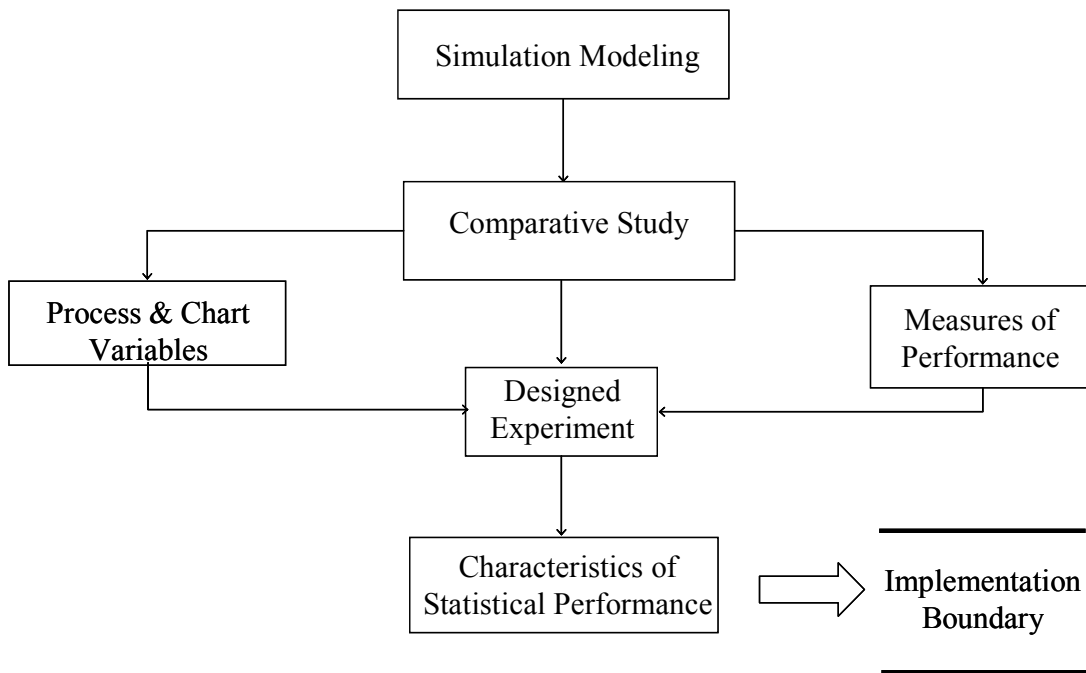 Simulation Modeling
Comparative Study
Process & Chart
Variables
Measures of
Performance
Designed
Experiment
Characteristics of
Statistical Performance
Implementation
Boundary